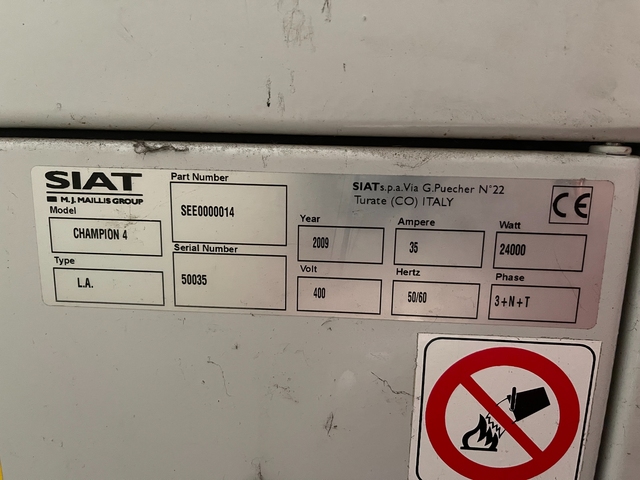 SIAT
M.J. MAILLIS GROUP
Model
CHAMPION 4
Type
L.A.
Part Number
SEE0000014
Serial Number
50035
SIAT s.p.a. Via G.Puecher N°22
Turate (CO) ITALY
CE
Year
2009
Ampere
35
Watt
24000
Volt
400
Hertz
50/60
Phase
3+N+T